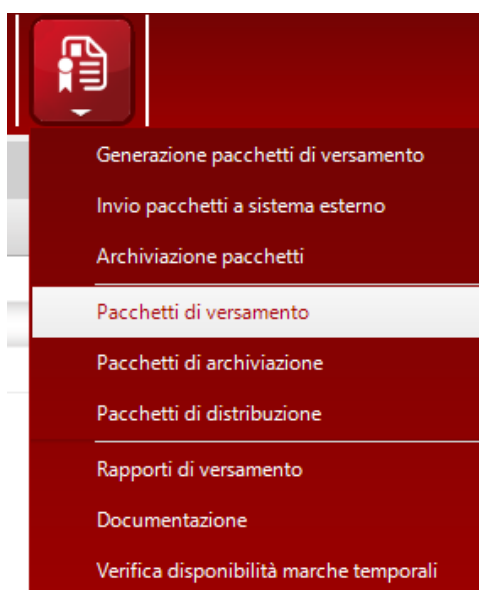 Generazione pacchetti di versamento
Invio pacchetti a sistema esterno
Archiviazione pacchetti
Pacchetti di versamento
Pacchetti di archiviazione
Pacchetti di distribuzione
Rapporti di versamento
Documentazione
Verifica disponibilità marche temporali